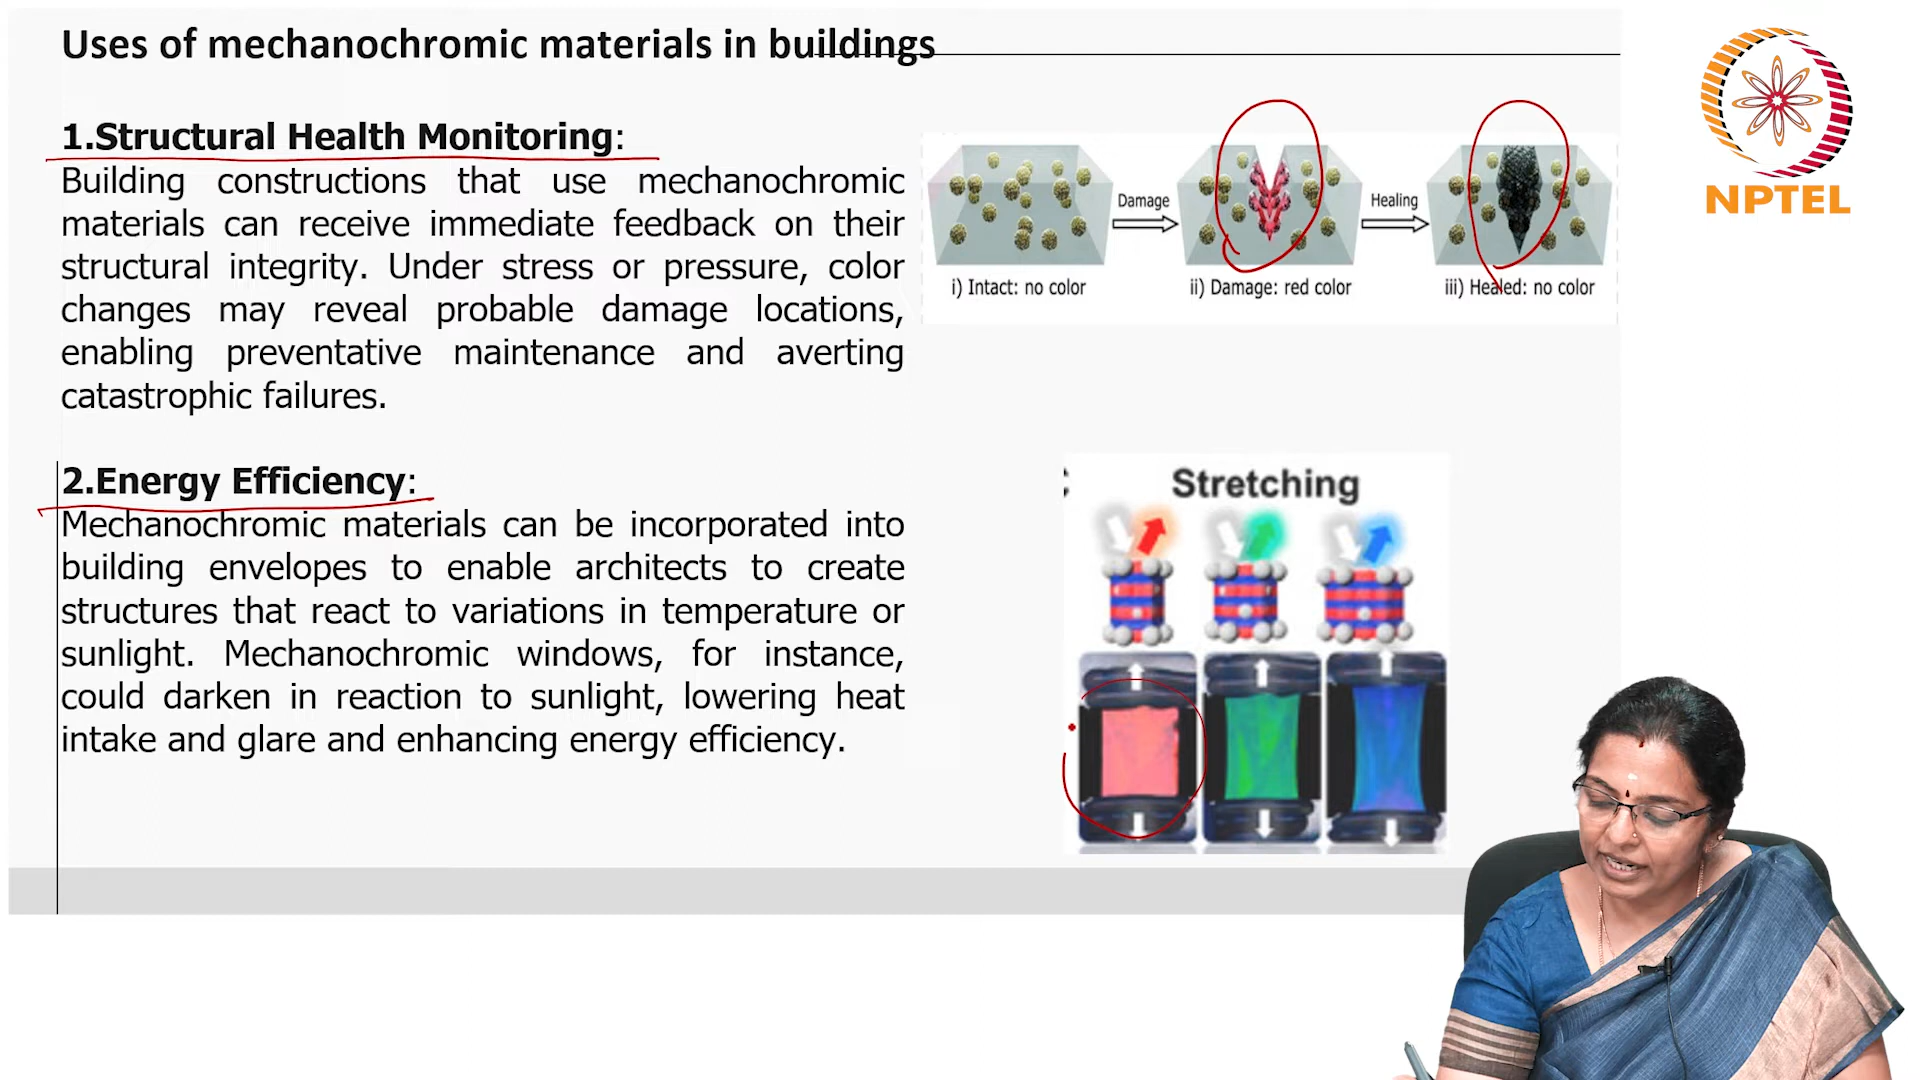 Uses of mechanochromic materials in buildings
1.Structural Health Monitoring:
Building constructions that use mechanochromic
materials can receive immediate feedback on their
structural integrity. Under stress or pressure, color
changes may reveal probable damage locations,
enabling preventative maintenance and averting
catastrophic failures.
Damage
Healing
i) Intact: no color
ii) Damage: red color
iii) Healed: no color
NPTEL
2.Energy Efficiency:
Mechanochromic materials can be incorporated into
building envelopes to enable architects to create
structures that react to variations in temperature or
sunlight. Mechanochromic windows, for instance,
could darken in reaction to sunlight, lowering heat
intake and glare and enhancing energy efficiency.
Stretching